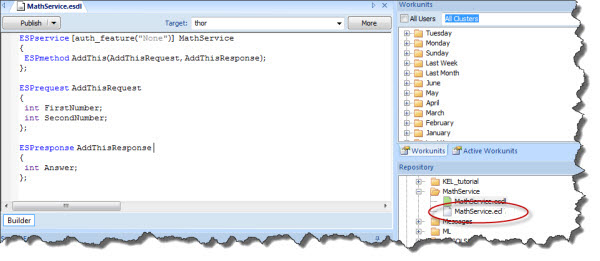 MathService.esdl
Publish
Target:
thor
More
ESPservice [auth_feature("None")] MathService
{
ESPmethod AddThis(AddThisRequest, AddThisResponse);
};
ESPrequest AddThisRequest
{
int FirstNumber;
int SecondNumber;
};
ESPresponse AddThisResponse
{
int Answer;
};
Builder
Workunits
All Users
All Clusters
Tuesday
Monday
Sunday
Last Week
Last Month
June
May
April
March
February
January
Workunits
Active Workunits
Repository
KEL_tutorial
MathService
MathService.esdl
MathService.ecl
Messages
ML